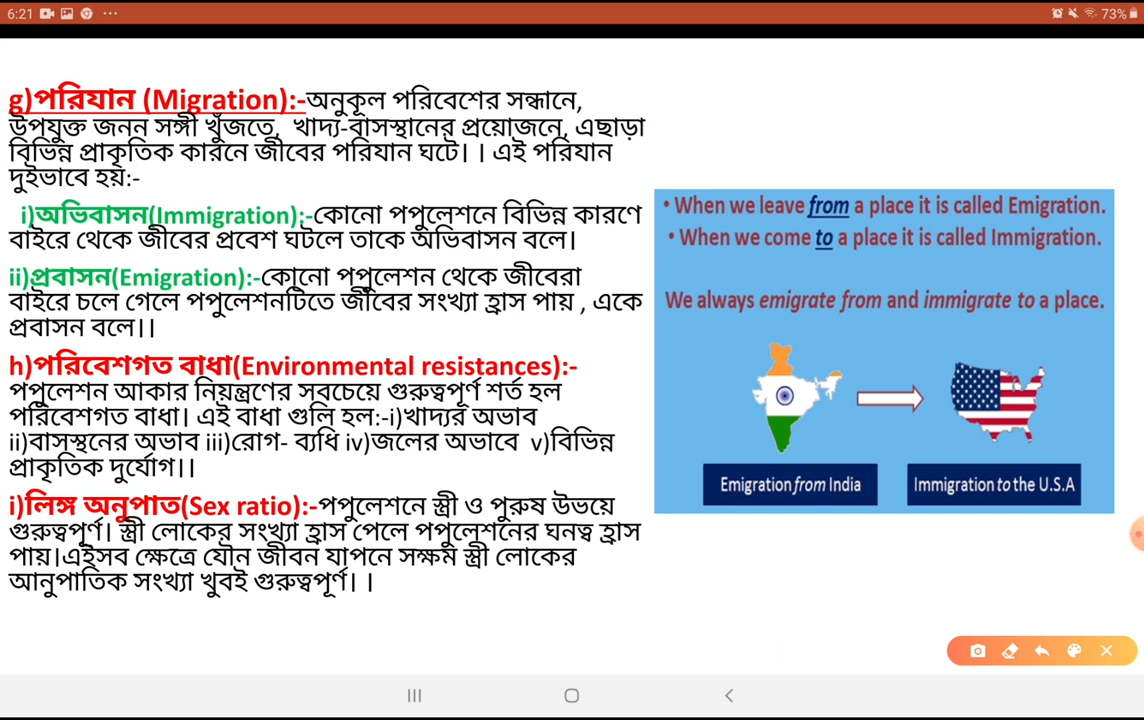 6:21
73%
g)পরিযান (Migration):-অনুকূল পরিবেশের সন্ধানে,
উপযুক্ত জনন সঙ্গী খুঁজতে,  খাদ্য-বাসস্থানের প্রয়োজনে, এছাড়া
বিভিন্ন প্রাকৃতিক কারনে জীবের পরিযান ঘটে। । এই পরিযান
দুইভাবে হয়:-
i)অভিবাসন(Immigration):-কোনো পপুলেশনে বিভিন্ন কারণে
বাইরে থেকে জীবের প্রবেশ ঘটলে তাকে অভিবাসন বলে।
ii)প্রবাসন(Emigration):-কোনো পপুলেশন থেকে জীবেরা
বাইরে চলে গেলে পপুলেশনটিতে জীবের সংখ্যা হ্রাস পায় , একে
প্রবাসন বলে।।
h)পরিবেশগত বাধা(Environmental resistances):-
পপুলেশন আকার নিয়ন্ত্রণের সবচেয়ে গুরুত্বপূর্ণ শর্ত হল
পরিবেশগত বাধা। এই বাধা গুলি হল:-i)খাদ্যর অভাব
ii)বাসস্থনের অভাব iii)রোগ- ব্যধি iv)জলের অভাবে  v)বিভিন্ন
প্রাকৃতিক দুর্যোগ।।
i)লিঙ্গ অনুপাত(Sex ratio):-পপুলেশনে স্ত্রী ও পুরুষ উভয়ে
গুরুত্বপূর্ণ। স্ত্রী লোকের সংখ্যা হ্রাস পেলে পপুলেশনের ঘনত্ব হ্রাস
পায়।এইসব ক্ষেত্রে যৌন জীবন যাপনে সক্ষম স্ত্রী লোকের
আনুপাতিক সংখ্যা খুবই গুরুত্বপূর্ণ। ।
• When we leave from a place it is called Emigration.
• When we come to a place it is called Immigration.
We always emigrate from and immigrate to a place.
Emigration from India
Immigration to the U.S.A